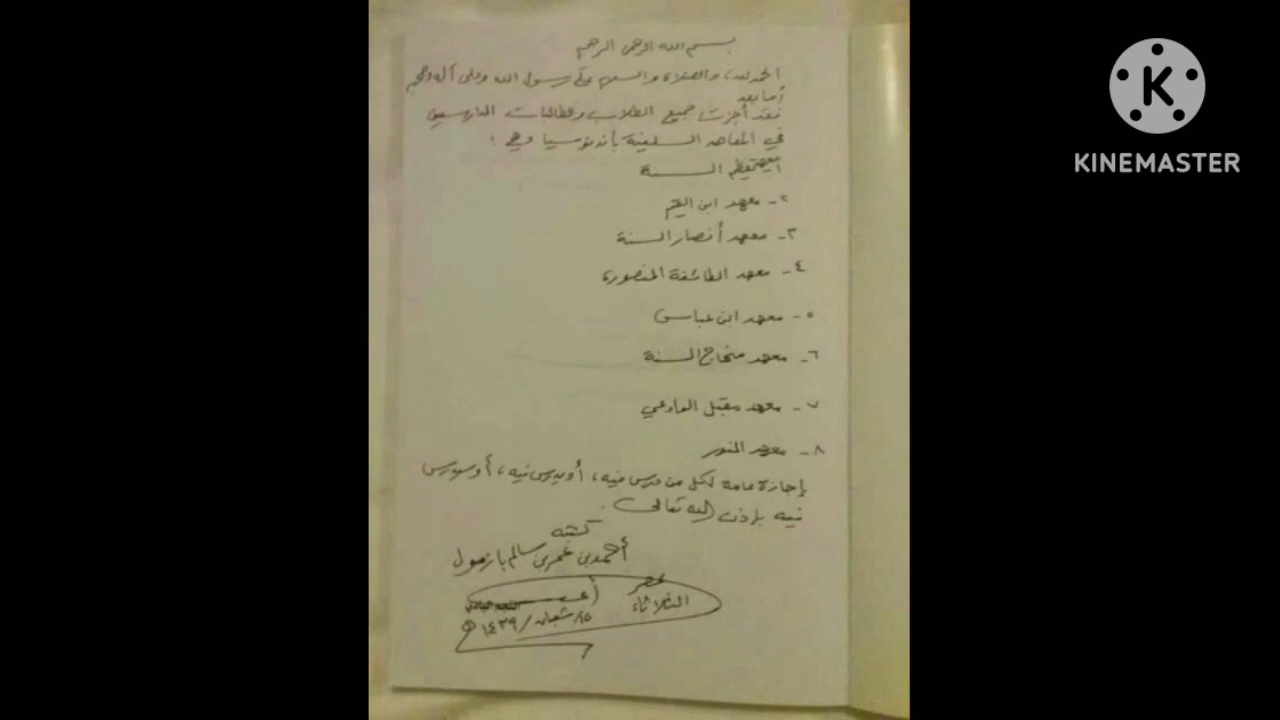 بسم الله الرحمن الرحيم
الحمد لله والصلاة والسلام على رسول الله وعلى آله وصحبه
أما بعد
فقد أجزت جميع الطلاب والطالبات الدارسين
في المعاهد السلفية بأندونوسيا وهي :
السنة
٢- معهد ابن القيم
٣- معهد أنصار السنة
٤- معهد الطائفة المنصورة
٥- معهد ابن عباس
٦- معهد منهاج السنة
٧- معهد مقبل الوادعي
٨- معهد المنور
إجازة عامة لكل من درس فيه، أو يدرس فيه، أو سيدرس
فيه بإذن الله تعالى.
كتبه
أحمد بن عمر بن سالم بازمول
عصر
الثلاثاء
١٥/شعبان/١٤٣٩هـ
K
KINEMASTER